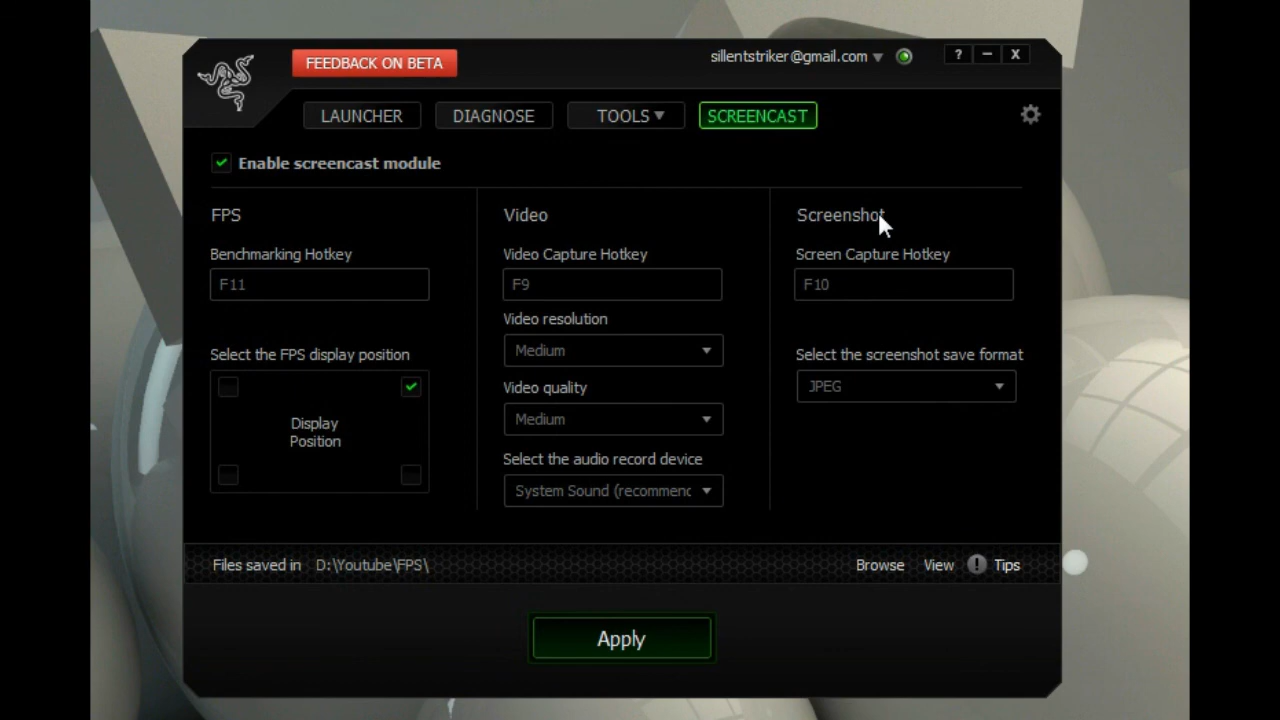 FEEDBACK ON BETA
sillentstriker@gmail.com
? – X
LAUNCHER
DIAGNOSE
TOOLS
SCREENCAST
Enable screencast module
FPS
Benchmarking Hotkey
F11
Select the FPS display position
Display
Position
Video
Video Capture Hotkey
F9
Video resolution
Medium
Video quality
Medium
Select the audio record device
System Sound (recommenc
Screenshot
Screen Capture Hotkey
F10
Select the screenshot save format
JPEG
Files saved in D:\Youtube\FPS\
Browse
View
! Tips
Apply